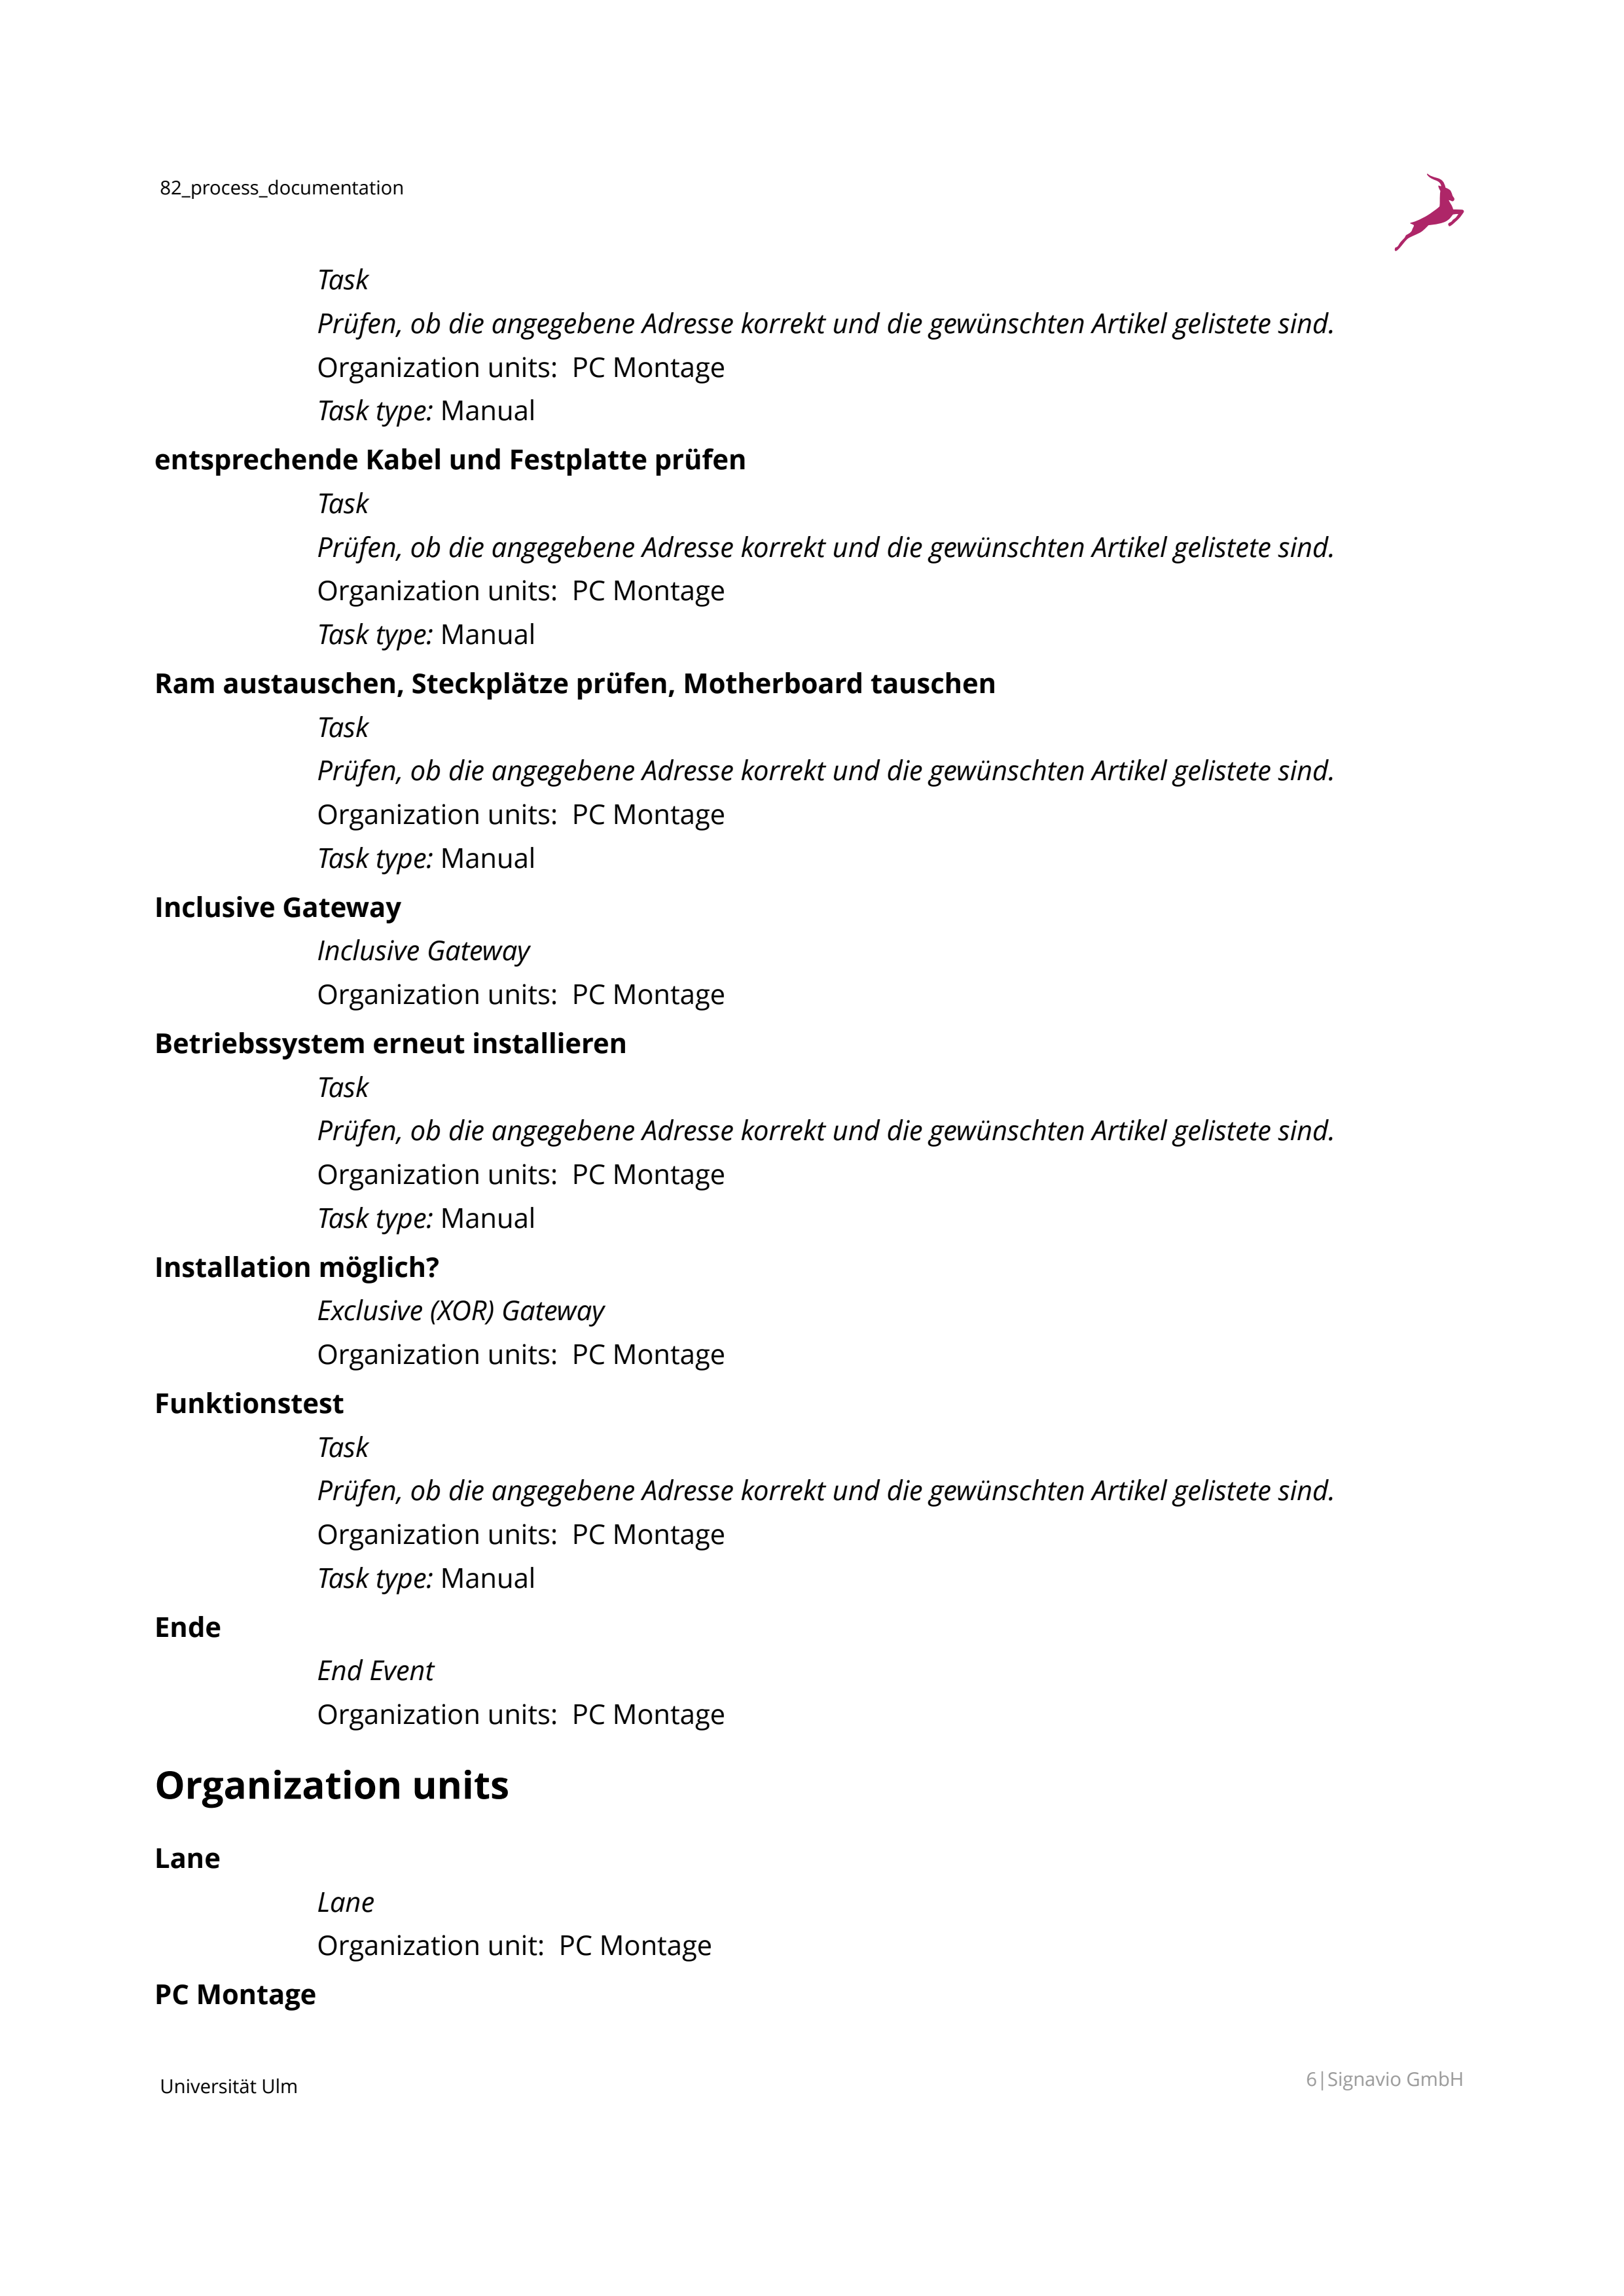 82_process_documentation
Task
Prüfen, ob die angegebene Adresse korrekt und die gewünschten Artikel gelistete sind.
Organization units:  PC Montage
Task type: Manual
entsprechende Kabel und Festplatte prüfen
Task
Prüfen, ob die angegebene Adresse korrekt und die gewünschten Artikel gelistete sind.
Organization units:  PC Montage
Task type: Manual
Ram austauschen, Steckplätze prüfen, Motherboard tauschen
Task
Prüfen, ob die angegebene Adresse korrekt und die gewünschten Artikel gelistete sind.
Organization units:  PC Montage
Task type: Manual
Inclusive Gateway
Inclusive Gateway
Organization units:  PC Montage
Betriebssystem erneut installieren
Task
Prüfen, ob die angegebene Adresse korrekt und die gewünschten Artikel gelistete sind.
Organization units:  PC Montage
Task type: Manual
Installation möglich?
Exclusive (XOR) Gateway
Organization units:  PC Montage
Funktionstest
Task
Prüfen, ob die angegebene Adresse korrekt und die gewünschten Artikel gelistete sind.
Organization units:  PC Montage
Task type: Manual
Ende
End Event
Organization units:  PC Montage
Organization units
Lane
Lane
Organization unit:  PC Montage
PC Montage
Universität Ulm
6|Signavio GmbH